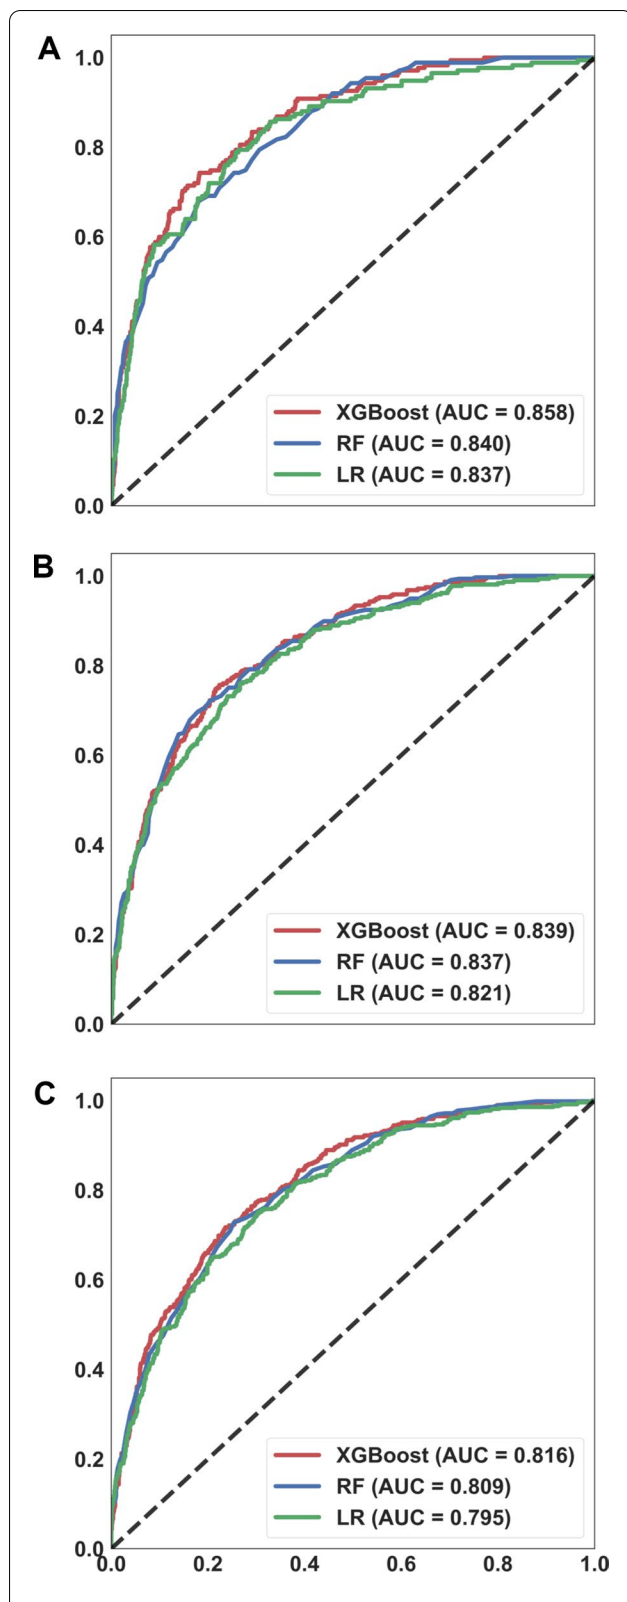 A
1.0
0.8
0.6
0.4
0.2
0.0
XGBoost (AUC = 0.858)
RF (AUC = 0.840)
LR (AUC = 0.837)
B
1.0
0.8
0.6
0.4
0.2
0.0
XGBoost (AUC = 0.839)
RF (AUC = 0.837)
LR (AUC = 0.821)
C
1.0
0.8
0.6
0.4
0.2
0.0
XGBoost (AUC = 0.816)
RF (AUC = 0.809)
LR (AUC = 0.795)
0.0 0.2 0.4 0.6 0.8 1.0